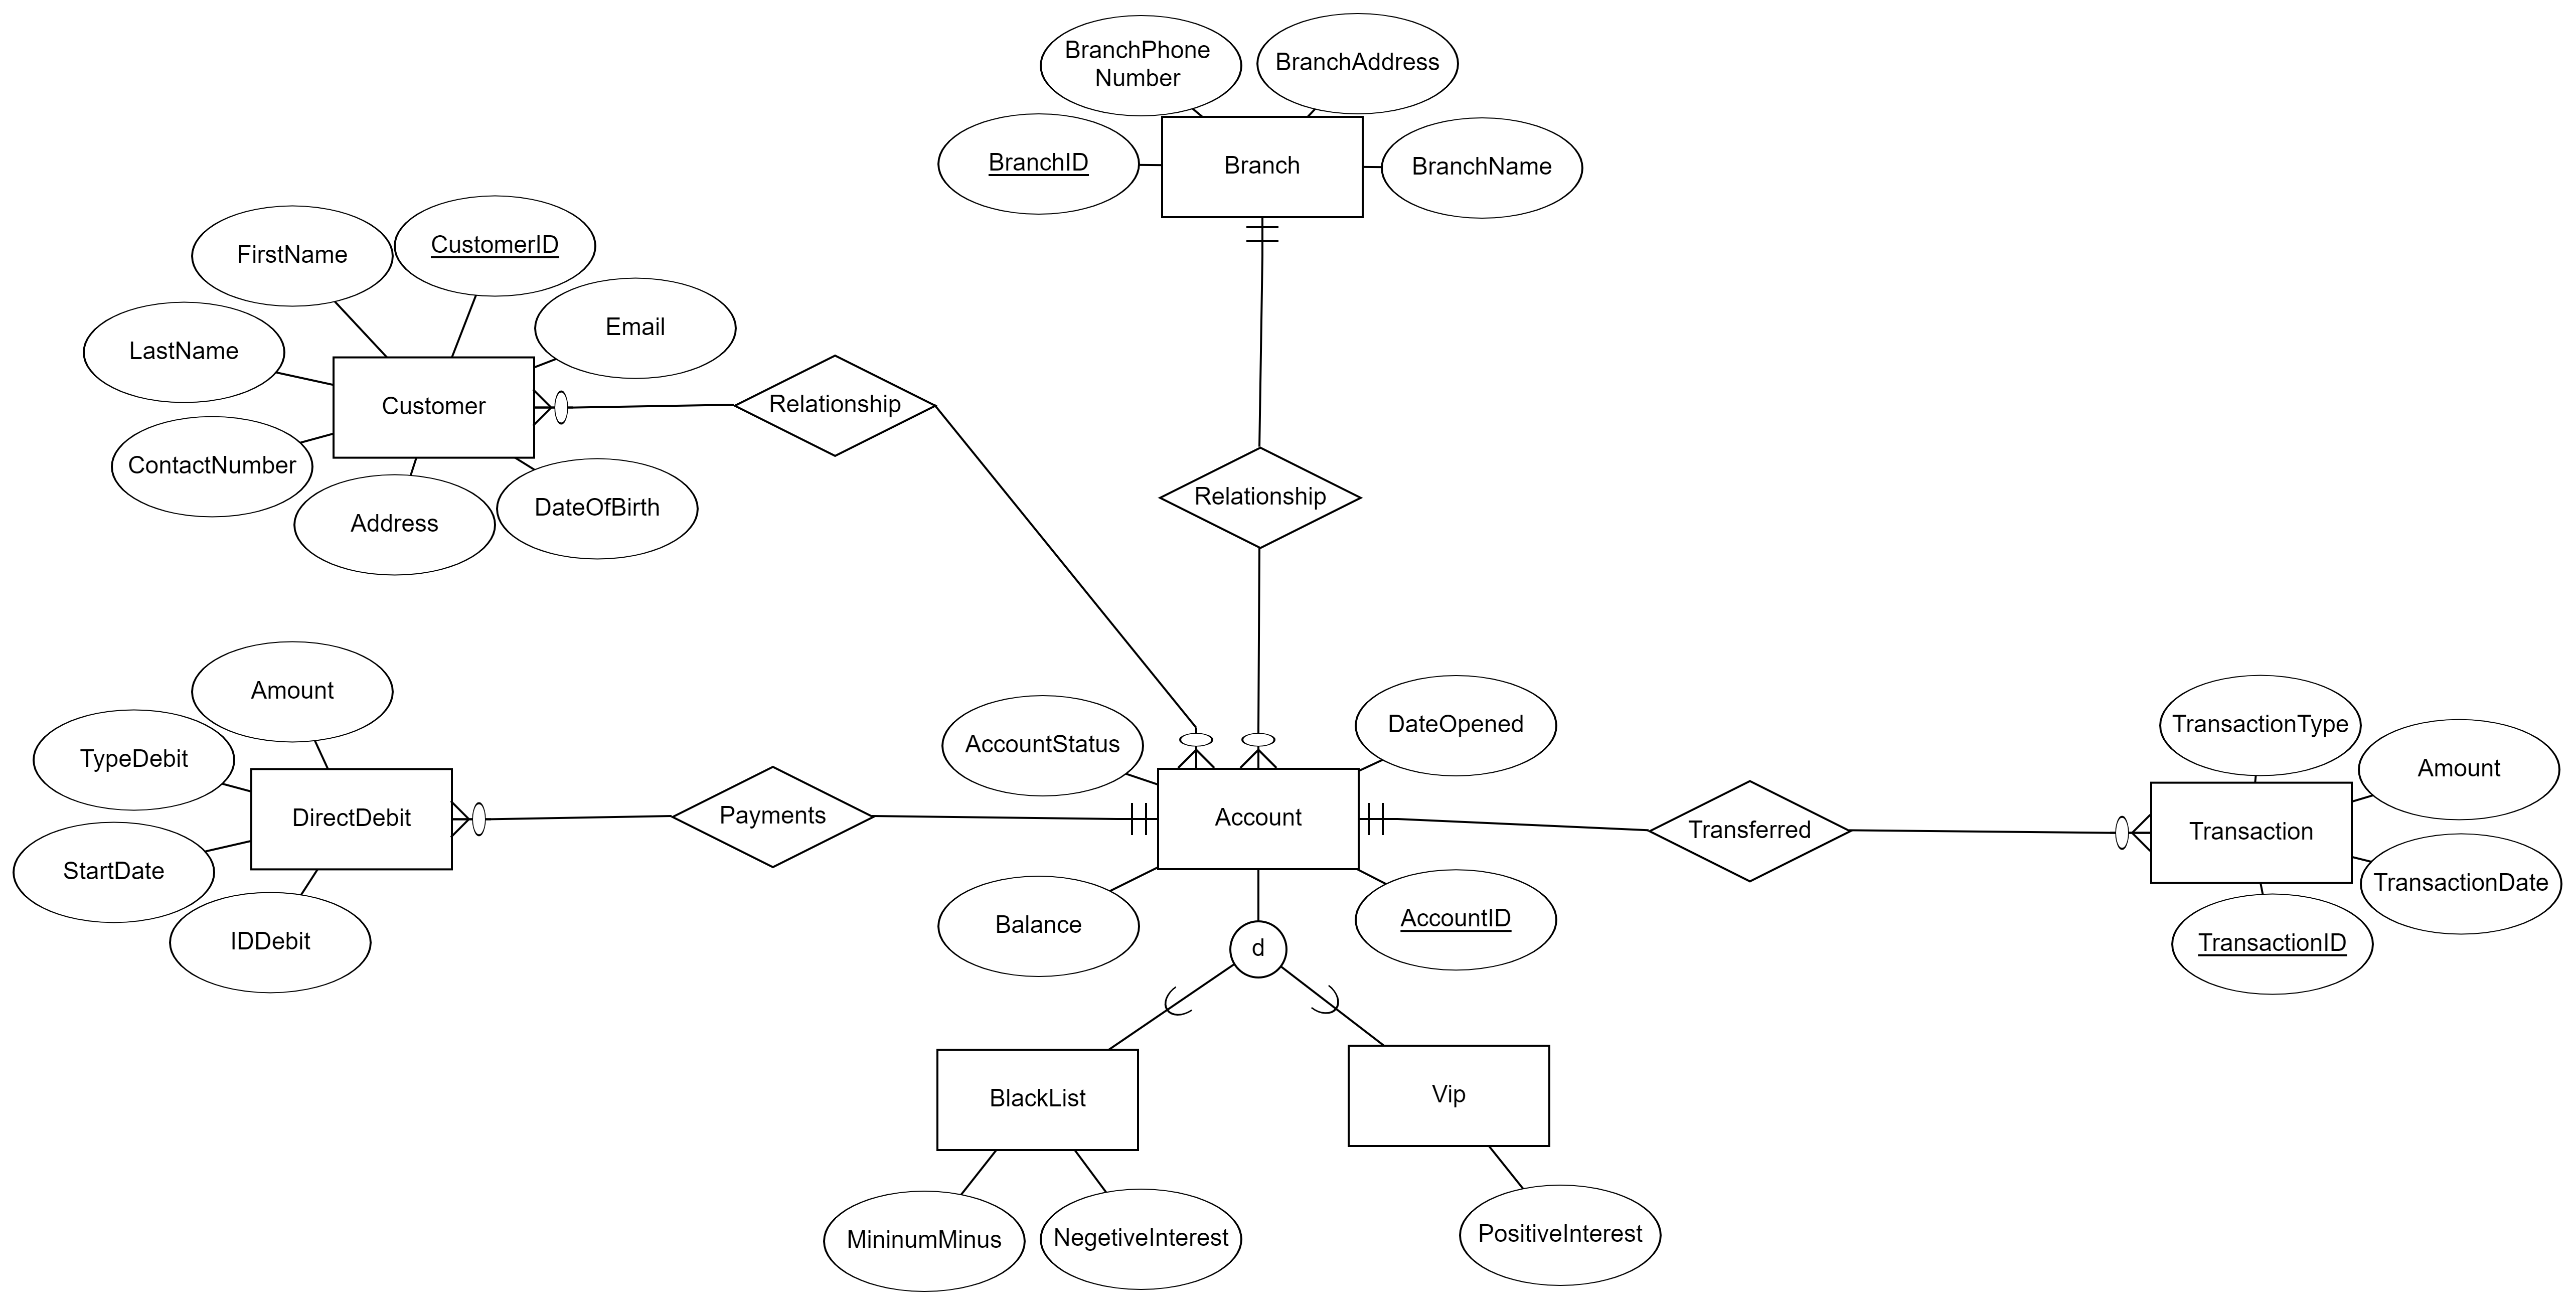 BranchPhone
Number
BranchAddress
BranchID
Branch
BranchName
FirstName
CustomerID
Email
LastName
Customer
Relationship
ContactNumber
Address
DateOfBirth
Relationship
Amount
TypeDebit
DirectDebit
StartDate
IDDebit
Payments
AccountStatus
DateOpened
Account
Balance
AccountID
Transferred
TransactionType
Amount
Transaction
TransactionDate
TransactionID
d
BlackList
Vip
MininumMinus
NegetiveInterest
PositiveInterest